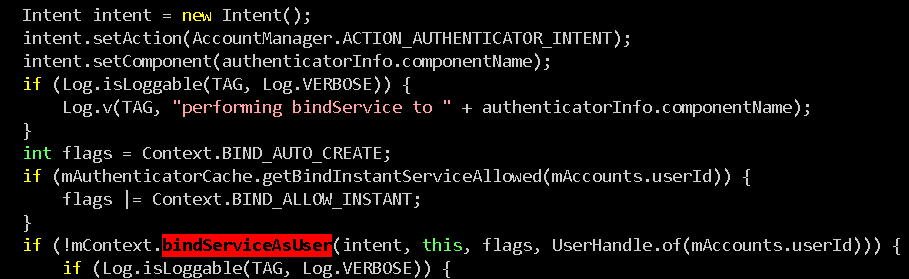 Intent intent = new Intent();
intent.setAction(AccountManager.ACTION_AUTHENTICATOR_INTENT);
intent.setComponent(authenticatorInfo.componentName);
if (Log.isLoggable(TAG, Log.VERBOSE)) {
    Log.v(TAG, "performing bindService to " + authenticatorInfo.componentName);
}
int flags = Context.BIND_AUTO_CREATE;
if (mAuthenticatorCache.getBindInstantServiceAllowed(mAccounts.userId)) {
    flags |= Context.BIND_ALLOW_INSTANT;
}
if (!mContext.bindServiceAsUser(intent, this, flags, UserHandle.of(mAccounts.userId))) {
    if (Log.isLoggable(TAG, Log.VERBOSE)) {